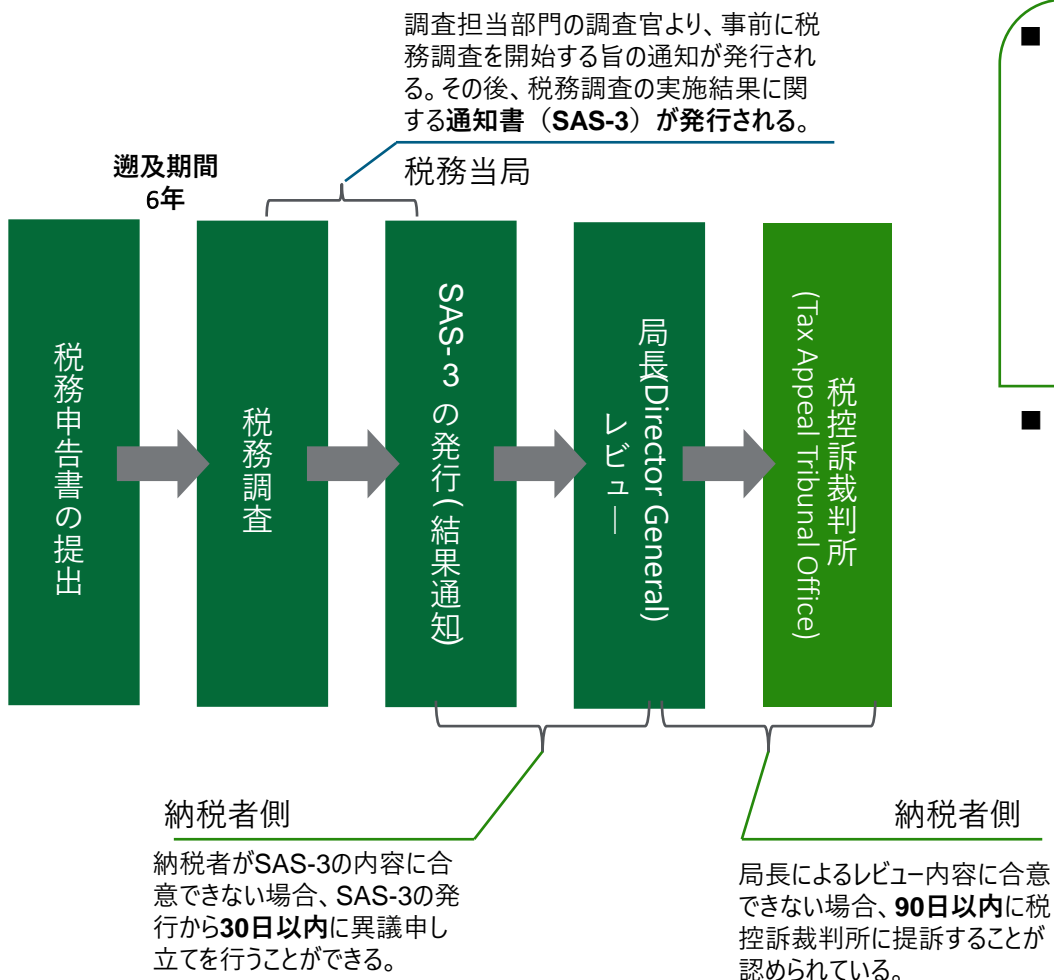 調査担当部門の調査官より、事前に税
務調査を開始する旨の通知が発行され
る。その後、税務調査の実施結果に関
する通知書（SAS-3）が発行される。
税務当局
遡及期間
6年
税務申告書の提出
税務調査
SAS-3 の発行(結果通知)
局長(Director General)
レビュー
税控訴裁判所
(Tax Appeal Tribunal Office)
納税者側
納税者がSAS-3の内容に合
意できない場合、SAS-3の発
行から30日以内に異議申し
立てを行うことができる。
納税者側
局長によるレビュー内容に合意
できない場合、90日以内に税
控訴裁判所に提訴することが
認められている。